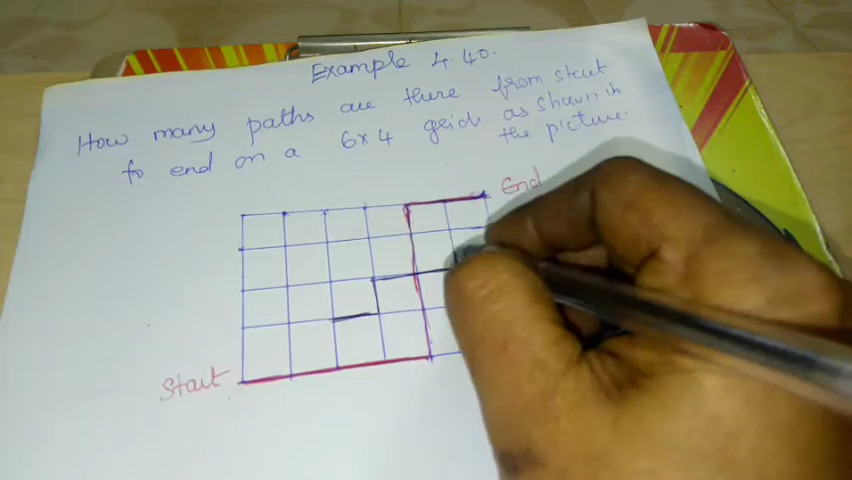 Example 4.40.
How many paths are there from start
to end on a 6x4 grid as shown in
the picture.
End
Start